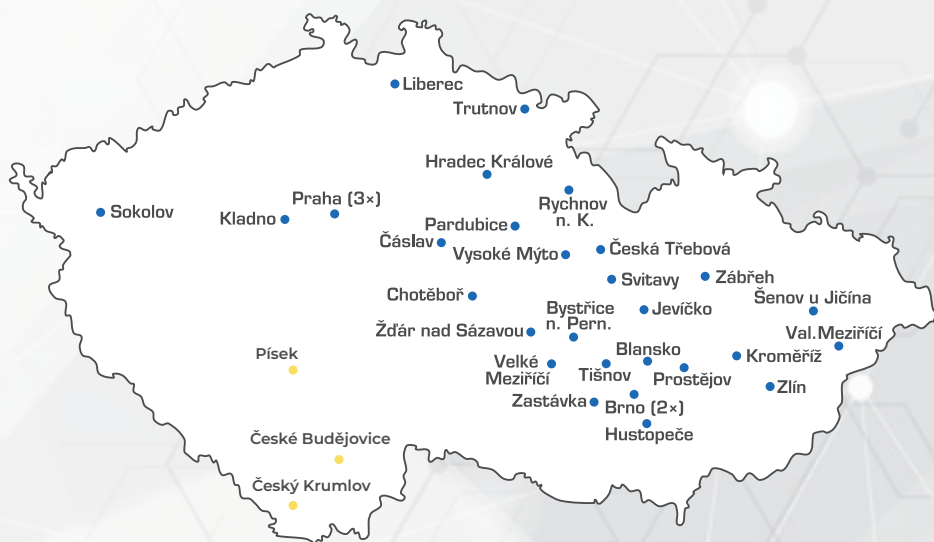 Liberec
Trutnov
Hradec Králové
Rychnov
n. K.
Sokolov
Kladno
Praha (3×)
Pardubice
Čáslav
Vysoké Mýto
Česká Třebová
Svitavy
Zábřeh
Šenov u Jičína
Chotěboř
Bystřice
n. Pern.
Jevíčko
Val. Meziříčí
Žďár nad Sázavou
Písek
Velké
Meziříčí
Tišnov
Blansko
Prostějov
Kroměříž
Zlín
Zastávka
Brno (2×)
Hustopeče
České Budějovice
Český Krumlov